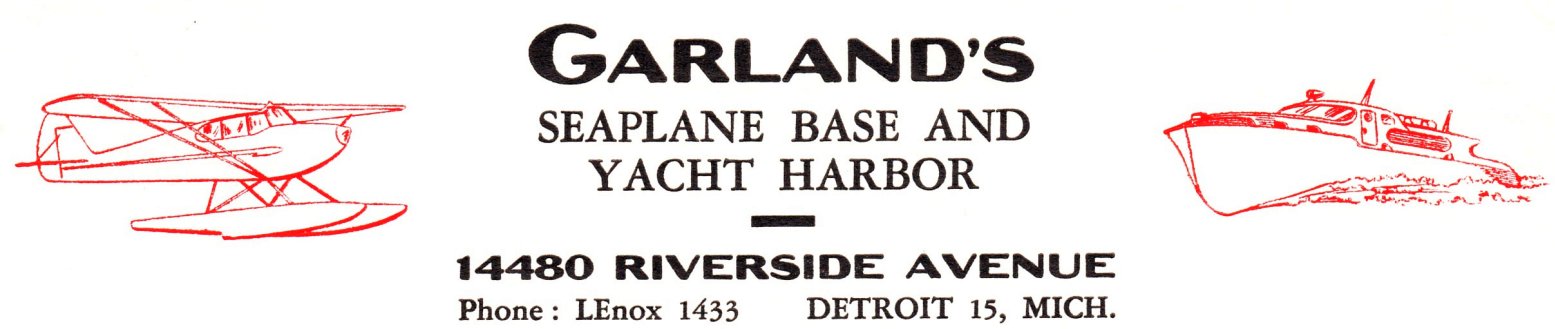 GARLAND'S
SEAPLANE BASE AND
YACHT HARBOR
14480 RIVERSIDE AVENUE
Phone : LEnox 1433 DETROIT 15, MICH.